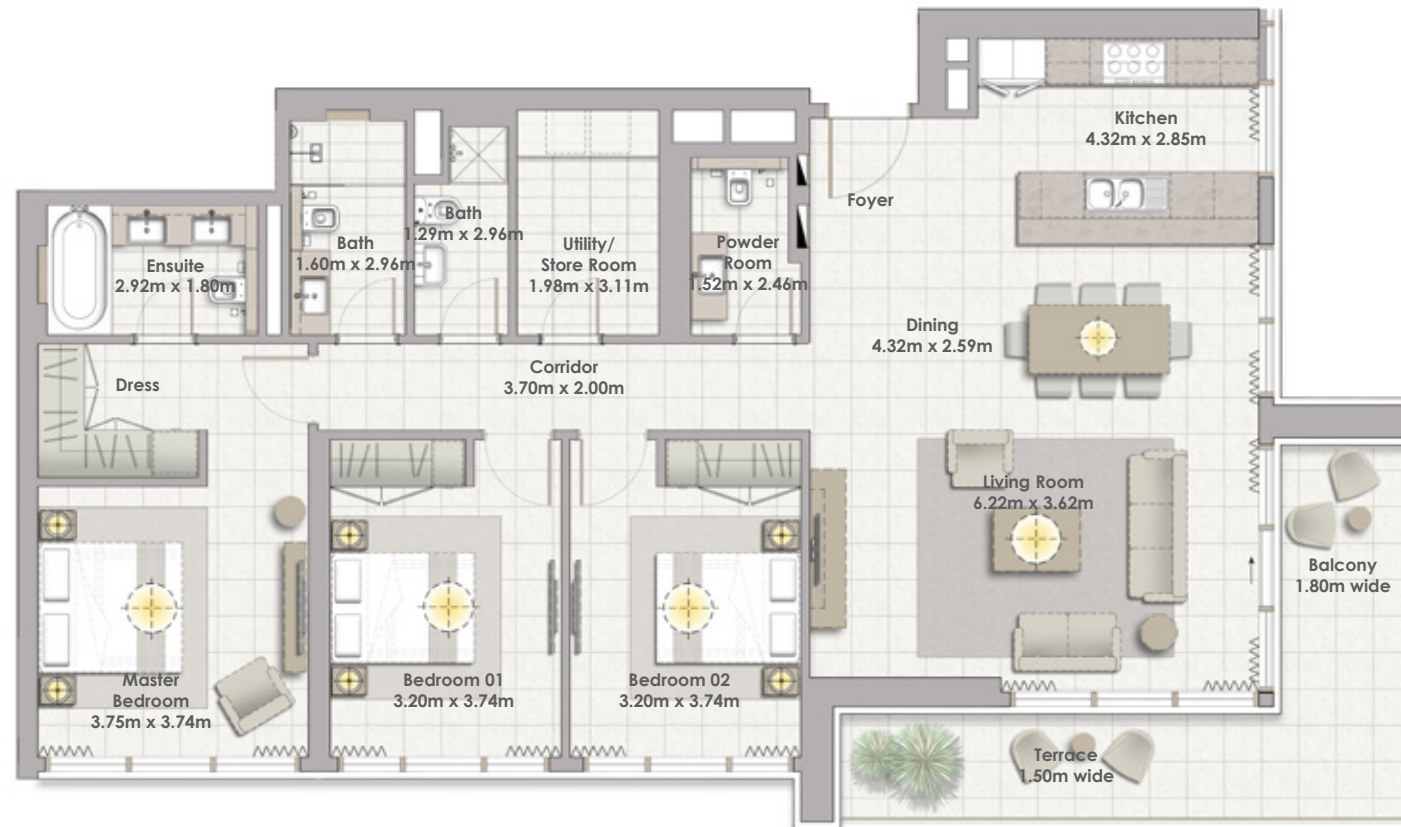 Kitchen
4.32m x 2.85m
Foyer
Bath
1.29m x 2.96m
Bath
1.60m x 2.96m
Utility/
Store Room
1.98m x 3.11m
Powder
Room
1.52m x 2.46m
Ensuite
2.92m x 1.80m
Dining
4.32m x 2.59m
Corridor
3.70m x 2.00m
Dress
Living Room
6.22m x 3.62m
Balcony
1.80m wide
Master
Bedroom
3.75m x 3.74m
Bedroom 01
3.20m x 3.74m
Bedroom 02
3.20m x 3.74m
Terrace
1.50m wide